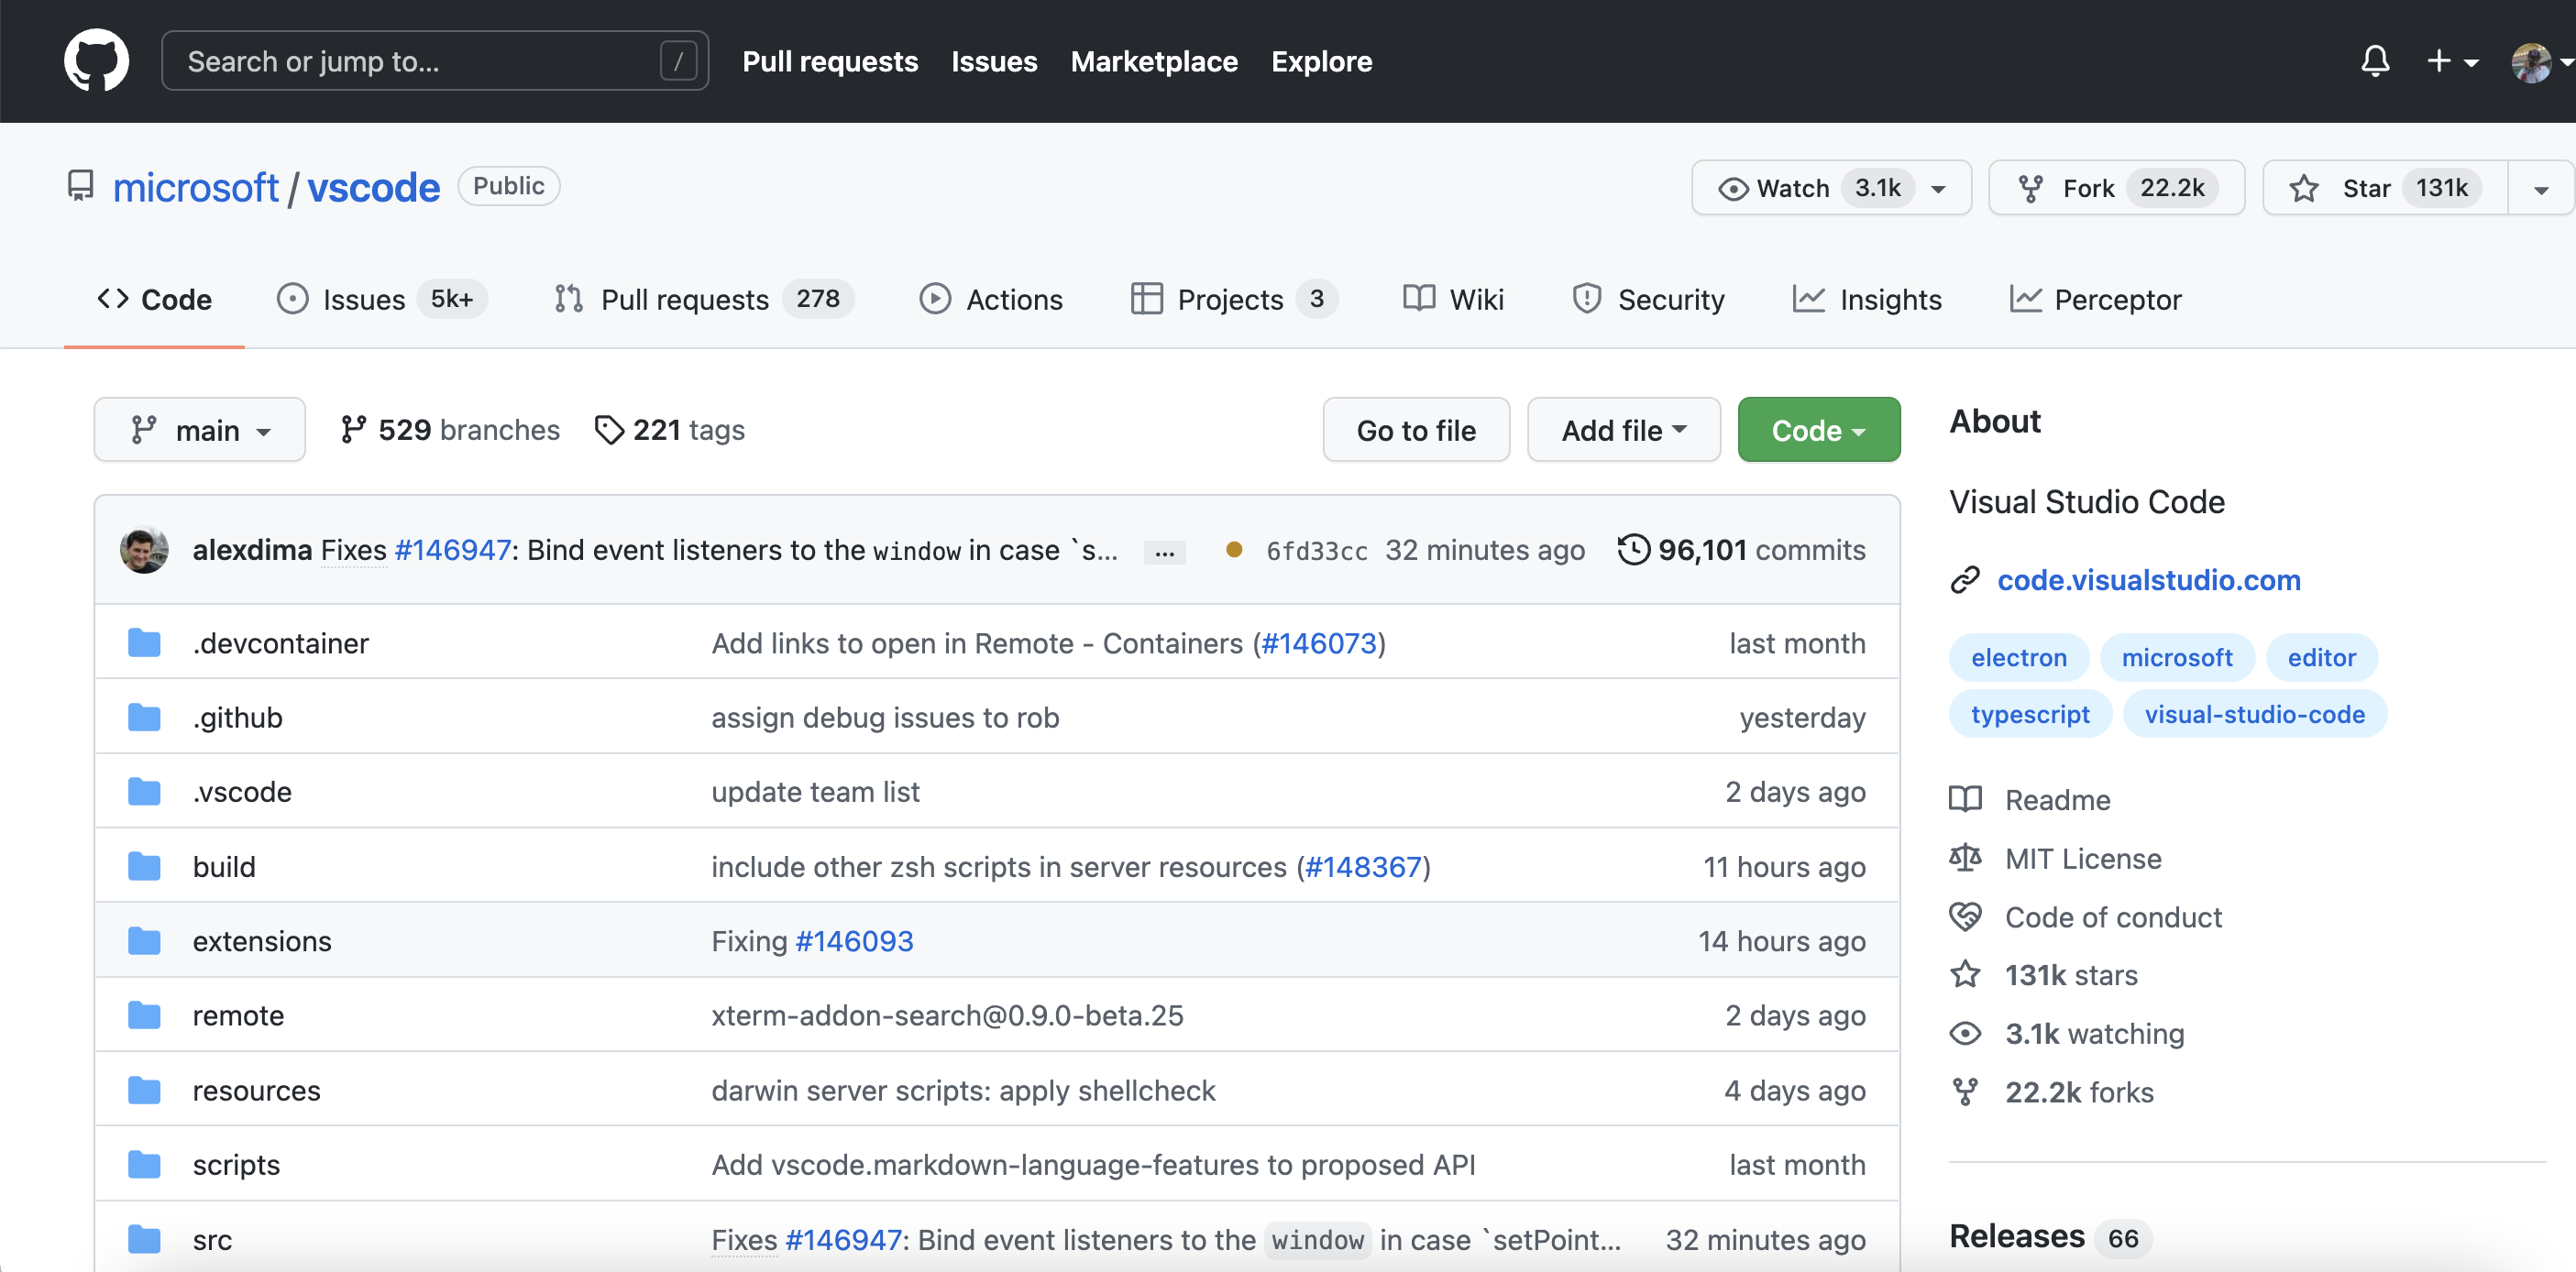 Search or jump to... / Pull requests Issues Marketplace Explore
microsoft / vscode Public Watch 3.1k Fork 22.2k Star 131k
Code Issues 5k+ Pull requests 278 Actions Projects 3 Wiki Security Insights Perceptor
main 529 branches 221 tags Go to file Add file Code
alexdima Fixes #146947: Bind event listeners to the window in case `s... ... 6fd33cc 32 minutes ago 96,101 commits
.devcontainer Add links to open in Remote - Containers (#146073) last month
.github assign debug issues to rob yesterday
.vscode update team list 2 days ago
build include other zsh scripts in server resources (#148367) 11 hours ago
extensions Fixing #146093 14 hours ago
remote xterm-addon-search@0.9.0-beta.25 2 days ago
resources darwin server scripts: apply shellcheck 4 days ago
scripts Add vscode.markdown-language-features to proposed API last month
src Fixes #146947: Bind event listeners to the window in case `setPoint... 32 minutes ago
About
Visual Studio Code
code.visualstudio.com
electron microsoft editor
typescript visual-studio-code
Readme
MIT License
Code of conduct
131k stars
3.1k watching
22.2k forks
Releases 66